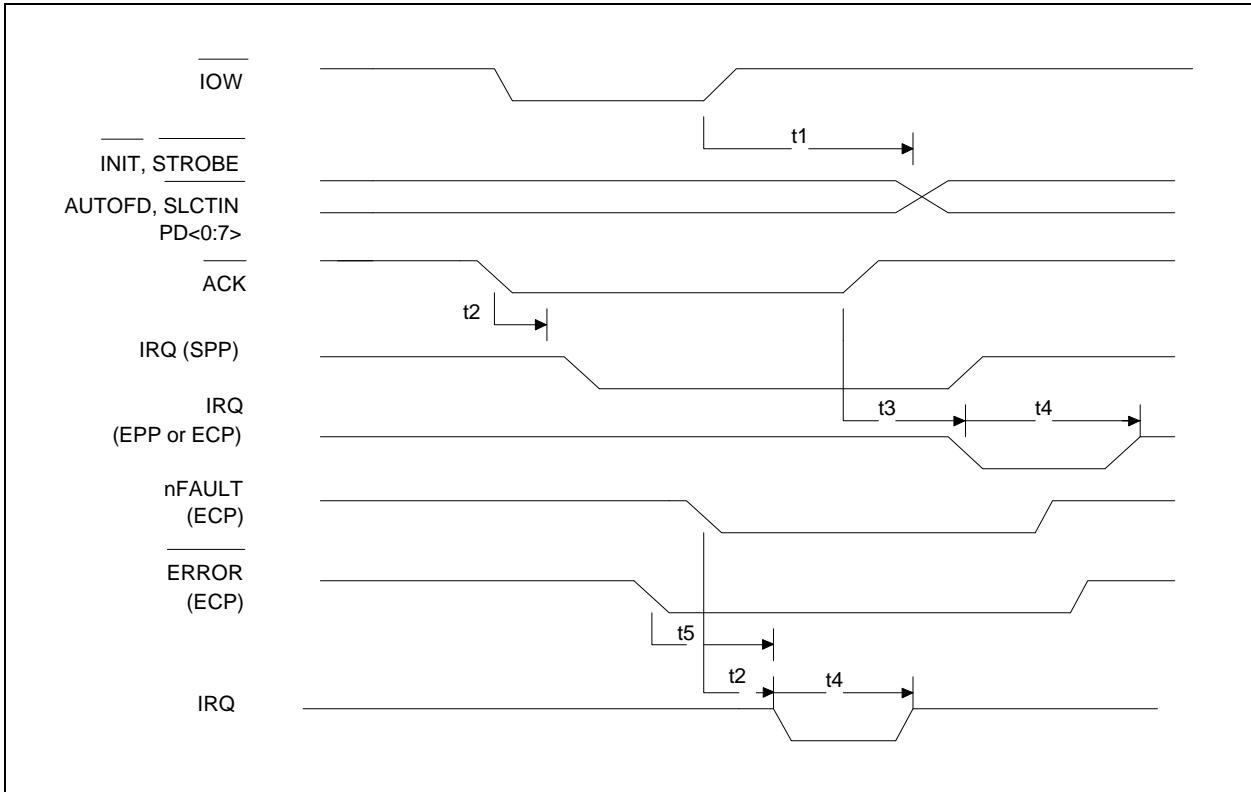 IOW
t1
INIT, STROBE
AUTOFD, SLCTIN
PD<0:7>
ACK
t2
IRQ (SPP)
IRQ
(EPP or ECP)
t3
t4
nFAULT
(ECP)
ERROR
(ECP)
t5
t2
t4
IRQ